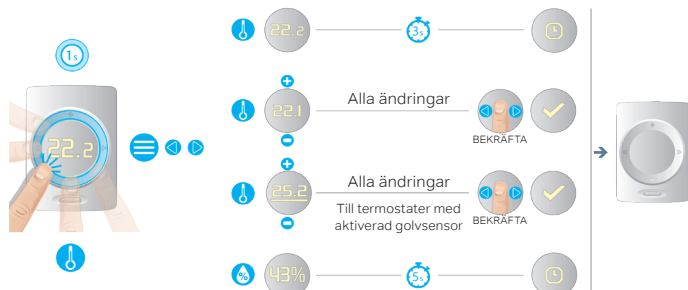 1s
22.2
22.2
3s
22.1
Alla ändringar
BEKRÄFTA
25.2
Alla ändringar
Till termostater med
aktiverad golvsensor
BEKRÄFTA
%
43%
5s